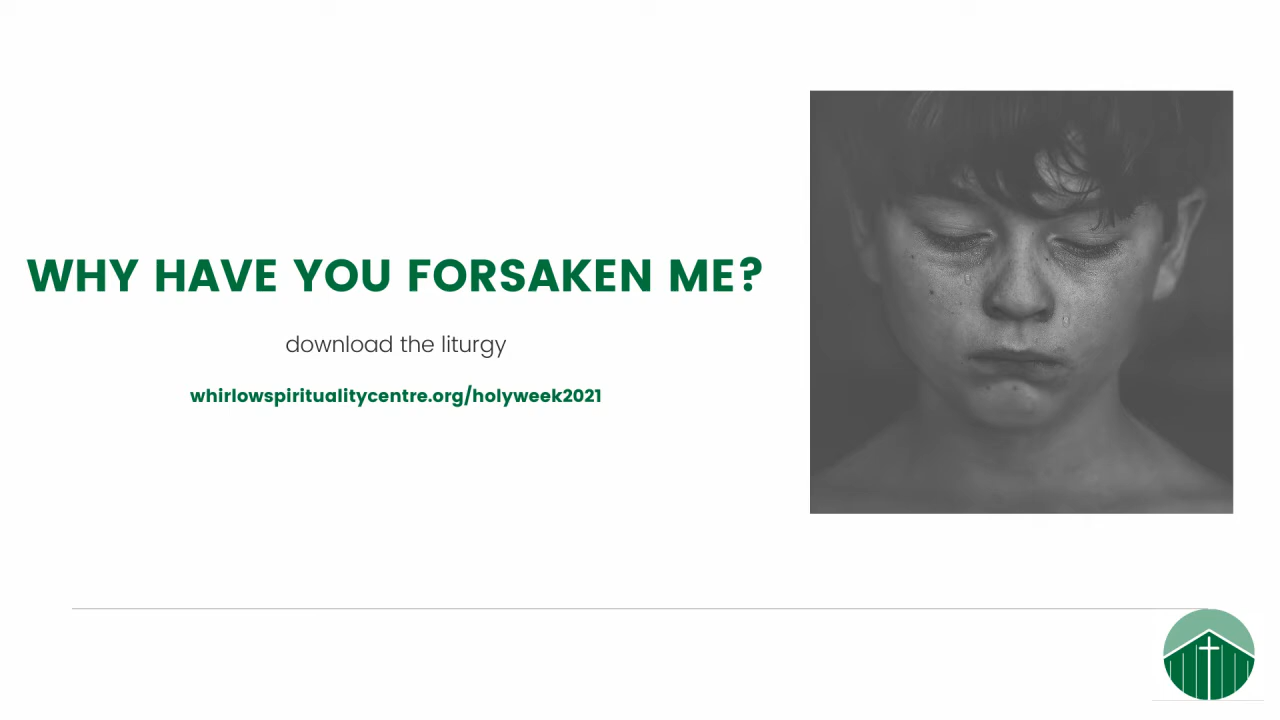 WHY HAVE YOU FORSAKEN ME?
download the liturgy
whirlowspiritualitycentre.org/holyweek2021